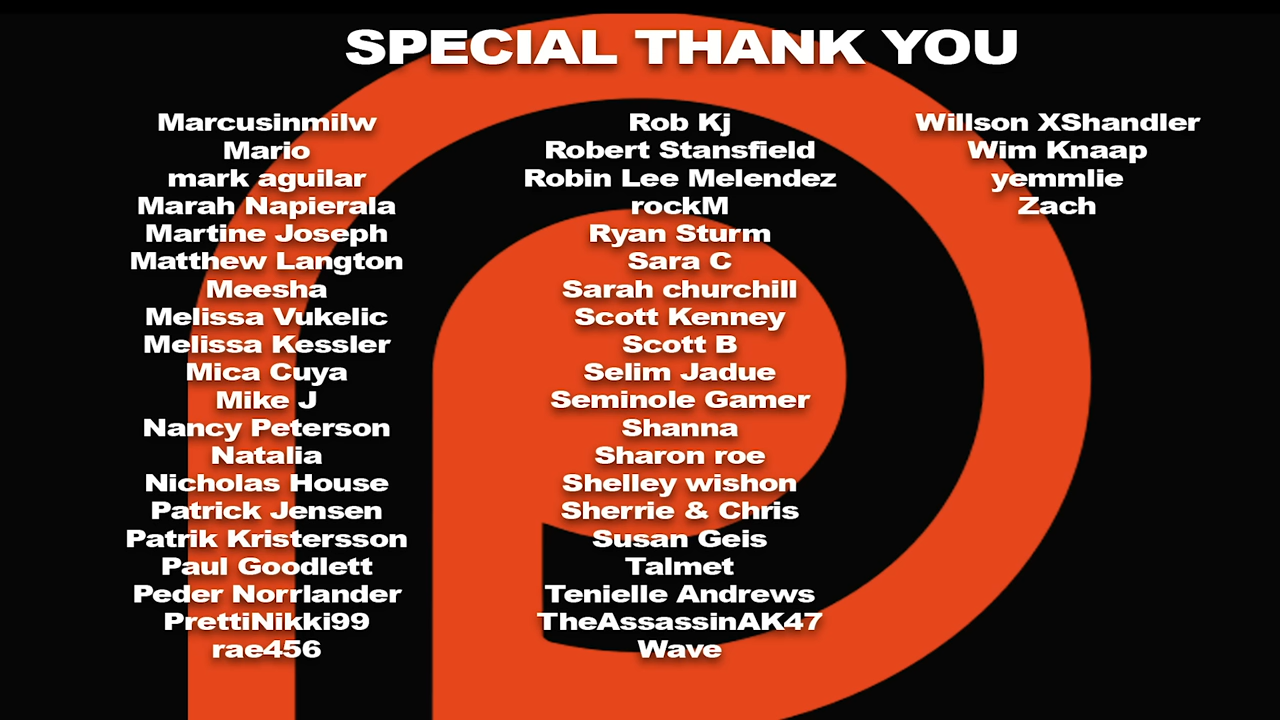 SPECIAL THANK YOU
Marcusinmilw
Mario
mark aguilar
Marah Napierala
Martine Joseph
Matthew Langton
Meesha
Melissa Vukelic
Melissa Kessler
Mica Cuya
Mike J
Nancy Peterson
Natalia
Nicholas House
Patrick Jensen
Patrik Kristersson
Paul Goodlett
Peder Norrlander
PrettiNikki99
rae456
Rob Kj
Robert Stansfield
Robin Lee Melendez
rockM
Ryan Sturm
Sara C
Sarah churchill
Scott Kenney
Scott B
Selim Jadue
Seminole Gamer
Shanna
Sharon roe
Shelley wishon
Sherrie & Chris
Susan Geis
Talmet
Tenielle Andrews
TheAssassinAK47
Wave
Willson XShandler
Wim Knaap
yemmlie
Zach